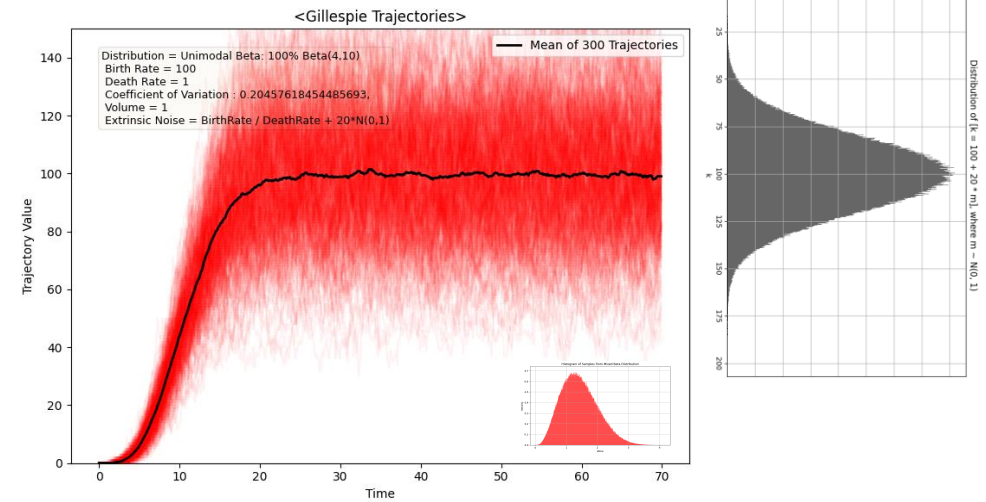 <Gillespie Trajectories>
Mean of 300 Trajectories
Distribution = Unimodal Beta: 100% Beta(4,10)
Birth Rate = 100
Death Rate = 1
Coefficient of Variation : 0.20457618454485693,
Volume = 1
Extrinsic Noise = BirthRate / DeathRate + 20*N(0,1)
Trajectory Value
140
120
100
80
60
40
20
0
0 10 20 30 40 50 60 70
Time
Distribution of [k = 100 + 20 * m], where m ~ N(0, 1)
k
25
50
75
100
125
150
175
200